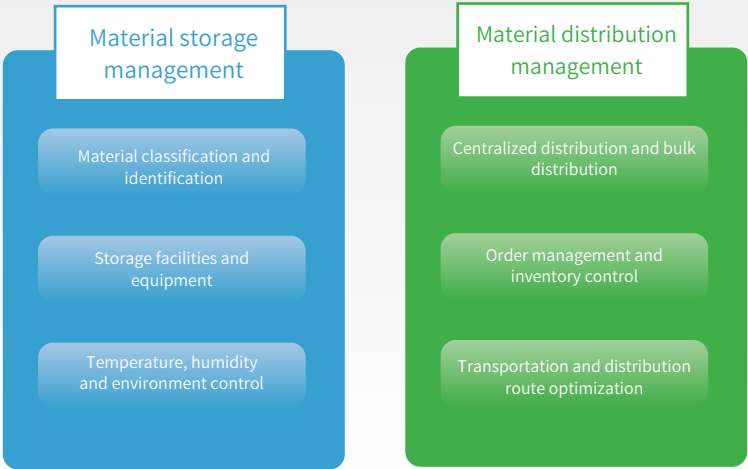 Material storage
management
Material classification and
identification
Storage facilities and
equipment
Temperature, humidity
and environment control
Material distribution
management
Centralized distribution and bulk
distribution
Order management and
inventory control
Transportation and distribution
route optimization